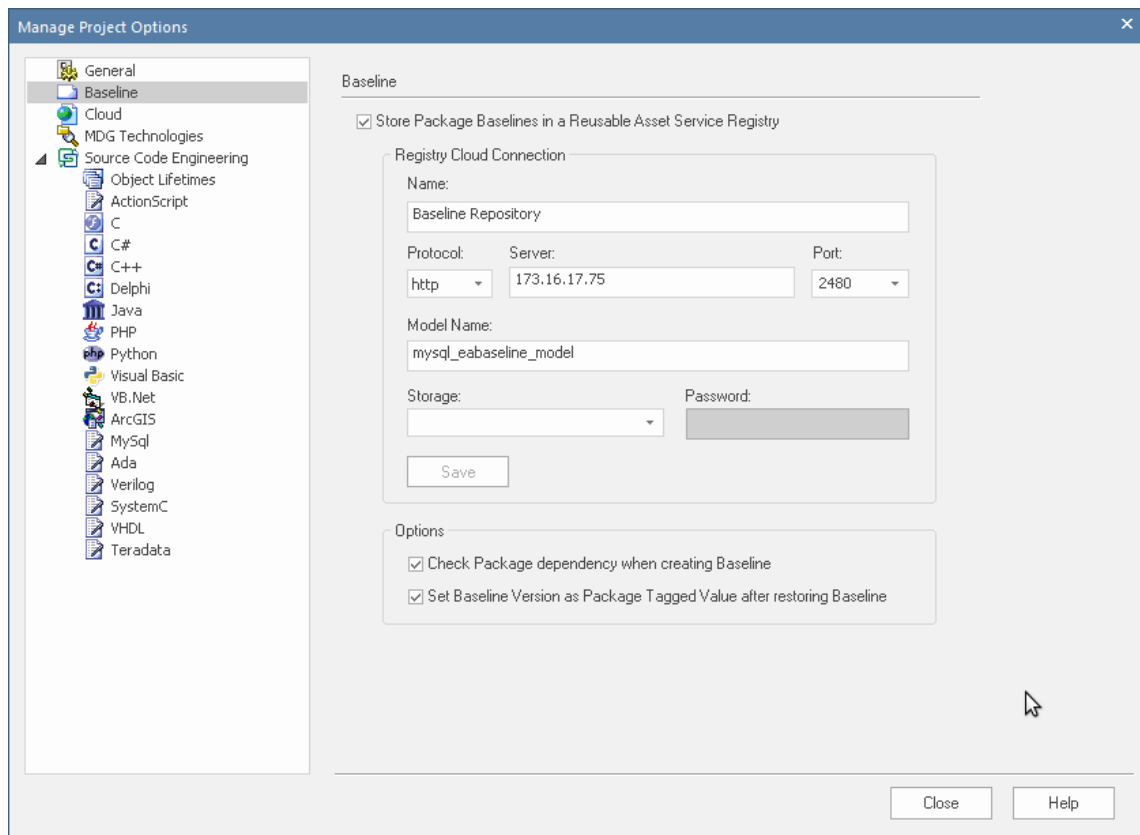 Manage Project Options
General
Baseline
Cloud
MDG Technologies
Source Code Engineering
Object Lifetimes
ActionScript
C
C#
C++
Delphi
Java
PHP
Python
Visual Basic
VB.Net
ArcGIS
MySql
Ada
Verilog
SystemC
VHDL
Teradata
Baseline
Store Package Baselines in a Reusable Asset Service Registry
Registry Cloud Connection
Name:
Baseline Repository
Protocol: Server: Port:
http 173.16.17.75 2480
Model Name:
mysql_eabaseline_model
Storage: Password:
Save
Options
Check Package dependency when creating Baseline
Set Baseline Version as Package Tagged Value after restoring Baseline
Close Help